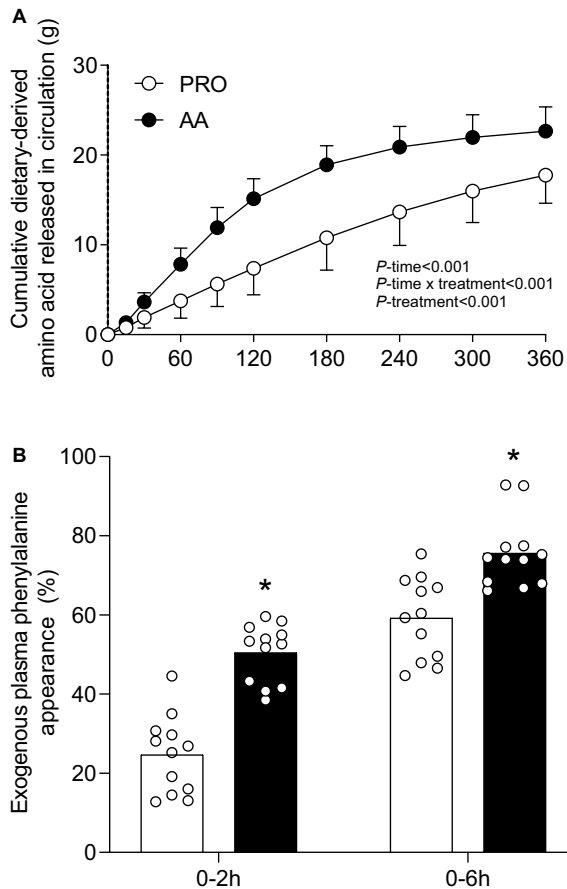 A
Cumulative dietary-derived
amino acid released in circulation (g)
30
20
10
0
PRO
AA
P-time<0.001
P-time x treatment<0.001
P-treatment<0.001
0 60 120 180 240 300 360
B
Exogenous plasma phenylalanine
appearance (%)
100
80
60
40
20
0
*
*
0-2h 0-6h